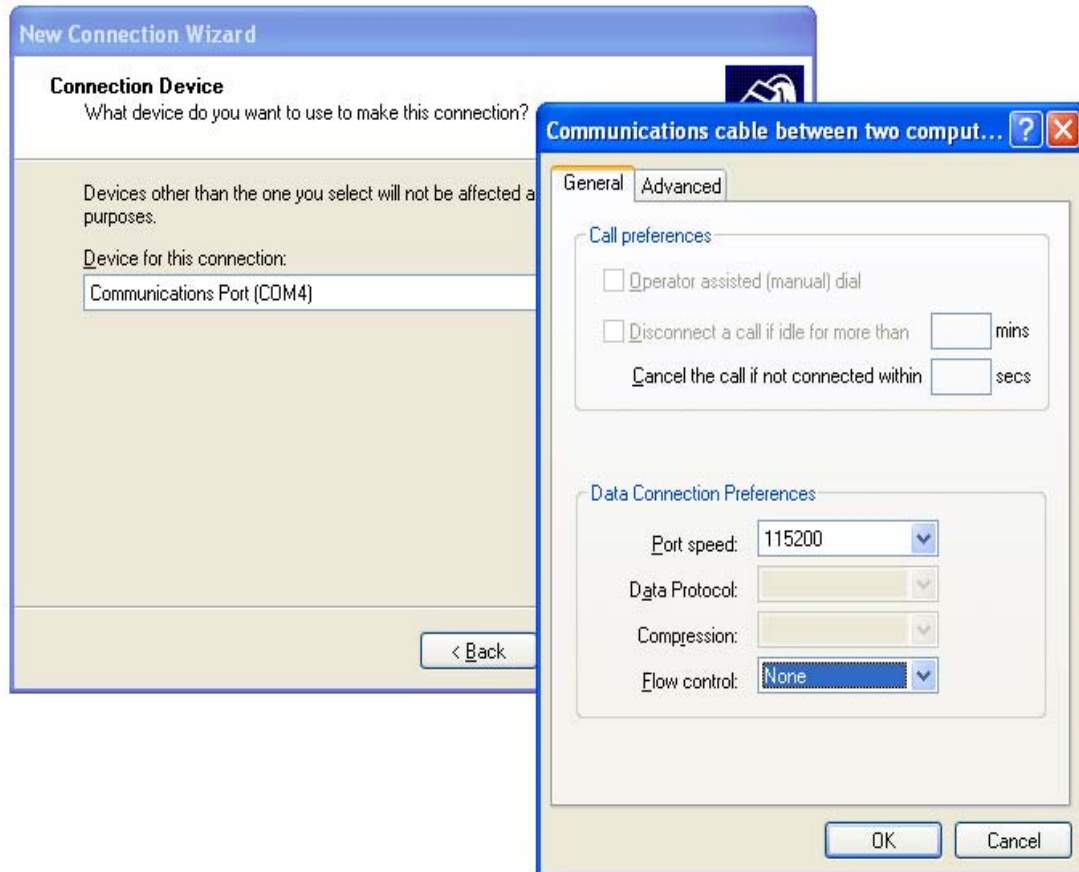 New Connection Wizard
Connection Device
What device do you want to use to make this connection?
Devices other than the one you select will not be affected a
purposes.
Device for this connection:
Communications Port (COM4)
< Back
Communications cable between two comput...
General
Advanced
Call preferences
Operator assisted (manual) dial
Disconnect a call if idle for more than mins
Cancel the call if not connected within secs
Data Connection Preferences
Port speed: 115200
Data Protocol:
Compression:
Flow control: None
OK
Cancel